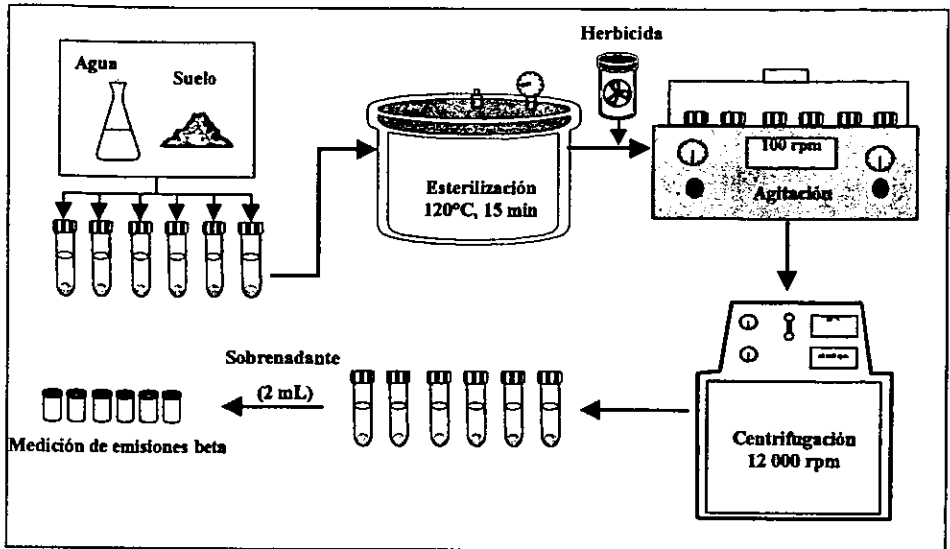 Herbicida
Agua
Suelo
Esterilización
120°C, 15 min
100 rpm
Agitación
Sobrenadante
(2 mL)
Medición de emisiones beta
Centrifugación
12 000 rpm